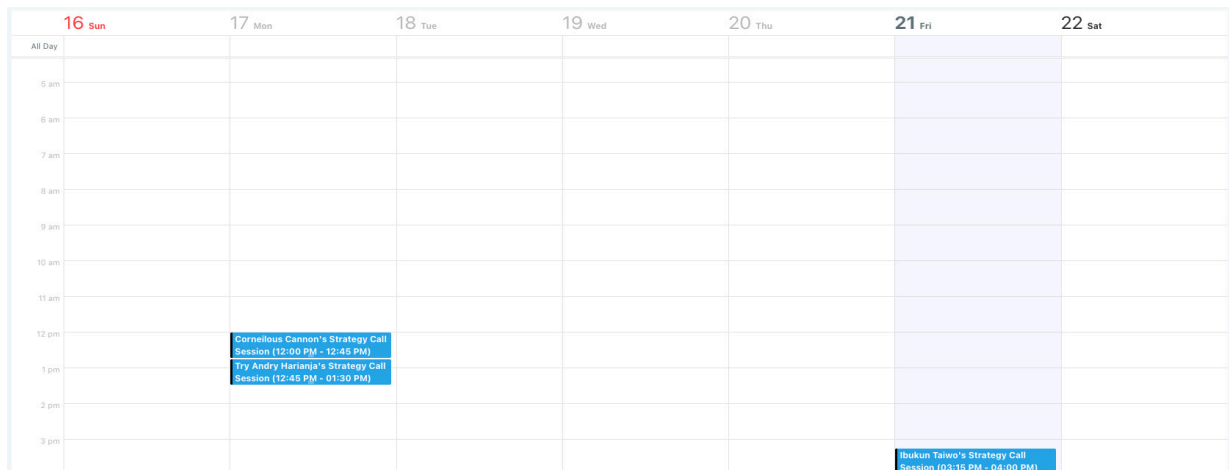 16 Sun 17 Mon 18 Tue 19 Wed 20 Thu 21 Fri 22 Sat
All Day
5 am
6 am
7 am
8 am
9 am
10 am
11 am
12 pm
Corneilous Cannon's Strategy Call
Session (12:00 PM - 12:45 PM)
Try Andry Harianja's Strategy Call
1 pm
Session (12:45 PM - 01:30 PM)
2 pm
3 pm
Ibukun Taiwo's Strategy Call
Session (03:15 PM - 04:00 PM)